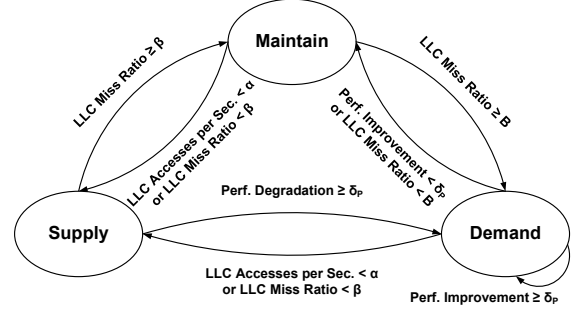 Maintain
LLC Miss Ratio ≥ β
LLC Accesses per Sec. < α
or LLC Miss Ratio < β
Perf. Improvement < δP
or LLC Miss Ratio < B
LLC Miss Ratio ≥ B
Perf. Degradation ≥ δP
Supply
Demand
LLC Accesses per Sec. < α
or LLC Miss Ratio < β
Perf. Improvement ≥ δP